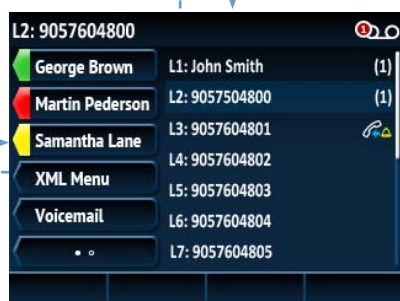 L2: 9057604800
1
George Brown
Martin Pederson
Samantha Lane
XML Menu
Voicemail
L1: John Smith (1)
L2: 9057504800 (1)
L3: 9057604801
L4: 9057604802
L5: 9057604803
L6: 9057604804
L7: 9057604805